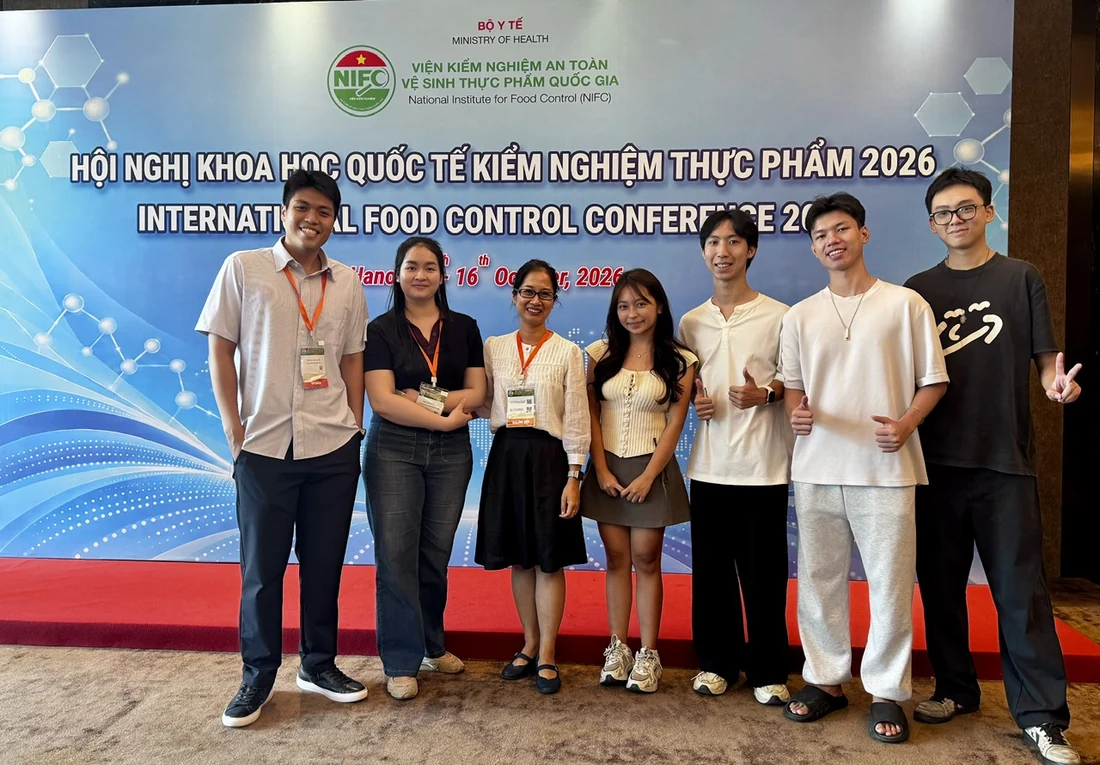 BỘ Y TẾ
MINISTRY OF HEALTH
NIFC
VIỆN KIỂM NGHIỆM AN TOÀN
VỆ SINH THỰC PHẨM QUỐC GIA
National Institute for Food Control (NIFC)
HỘI NGHỊ KHOA HỌC QUỐC TẾ KIỂM NGHIỆM THỰC PHẨM 2026
INTERNATIONAL FOOD CONTROL CONFERENCE
16th October, 2026